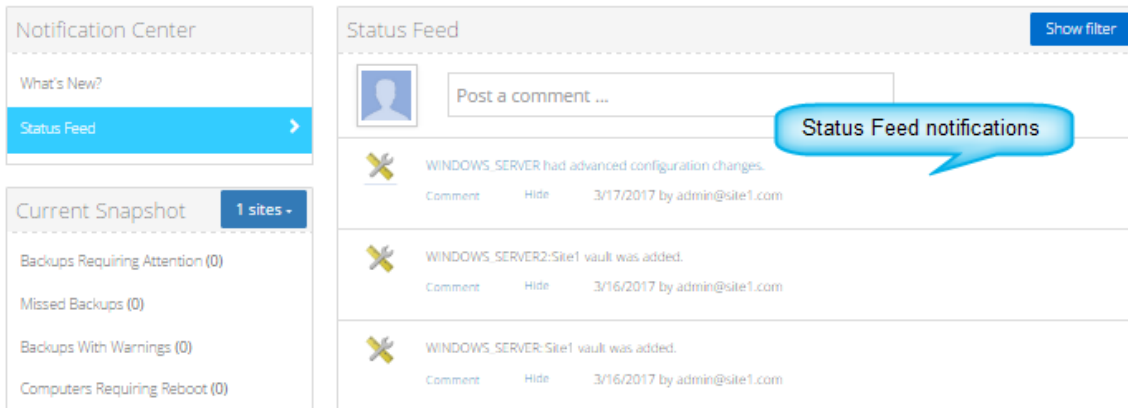 Notification Center
What's New?
Status Feed
Current Snapshot
1 sites
Backups Requiring Attention (0)
Missed Backups (0)
Backups With Warnings (0)
Computers Requiring Reboot (0)
Status Feed
Show filter
Post a comment ...
Status Feed notifications
WINDOWS_SERVER had advanced configuration changes.
Comment Hide 3/17/2017 by admin@site1.com
WINDOWS_SERVER2:Site1 vault was added.
Comment Hide 3/16/2017 by admin@site1.com
WINDOWS_SERVER: Site1 vault was added.
Comment Hide 3/16/2017 by admin@site1.com